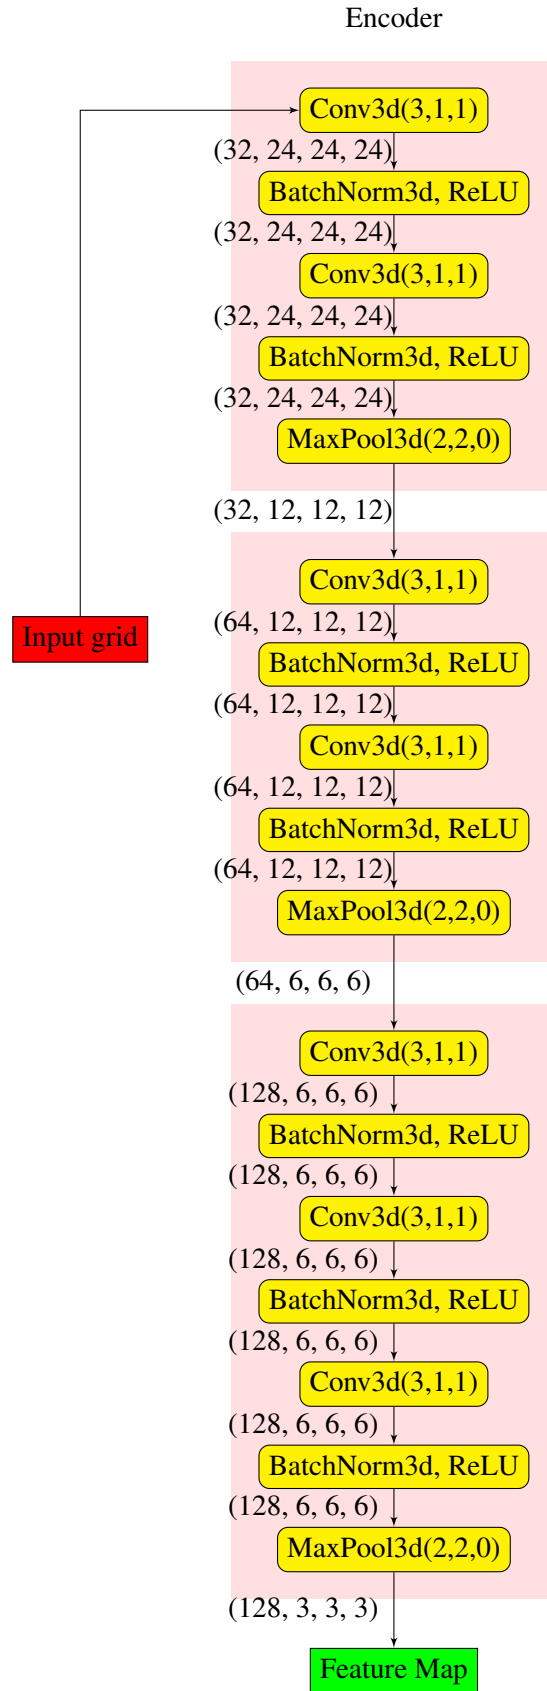 Encoder
Conv3d(3,1,1)
(32, 24, 24, 24)
BatchNorm3d, ReLU
(32, 24, 24, 24)
Conv3d(3,1,1)
(32, 24, 24, 24)
BatchNorm3d, ReLU
(32, 24, 24, 24)
MaxPool3d(2,2,0)
(32, 12, 12, 12)
Conv3d(3,1,1)
(64, 12, 12, 12)
Input grid
BatchNorm3d, ReLU
(64, 12, 12, 12)
Conv3d(3,1,1)
(64, 12, 12, 12)
BatchNorm3d, ReLU
(64, 12, 12, 12)
MaxPool3d(2,2,0)
(64, 6, 6, 6)
Conv3d(3,1,1)
(128, 6, 6, 6)
BatchNorm3d, ReLU
(128, 6, 6, 6)
Conv3d(3,1,1)
(128, 6, 6, 6)
BatchNorm3d, ReLU
(128, 6, 6, 6)
Conv3d(3,1,1)
(128, 6, 6, 6)
BatchNorm3d, ReLU
(128, 6, 6, 6)
MaxPool3d(2,2,0)
(128, 3, 3, 3)
Feature Map